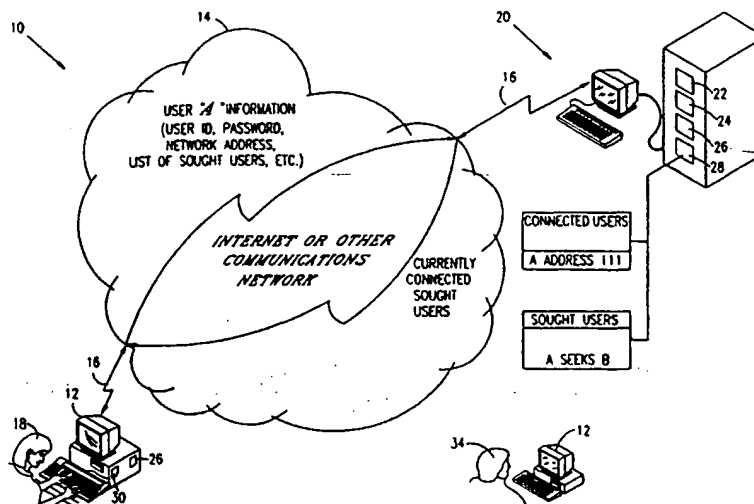 10
14
20
16
22
24
26
28
USER "A" INFORMATION
(USER ID, PASSWORD,
NETWORK ADDRESS,
LIST OF SOUGHT USERS, ETC.)
INTERNET OR OTHER
COMMUNICATIONS
NETWORK
CURRENTLY
CONNECTED
SOUGHT
USERS
CONNECTED USERS
A ADDRESS 111
SOUGHT USERS
A SEEKS B
16
12
18
26
30
34
12